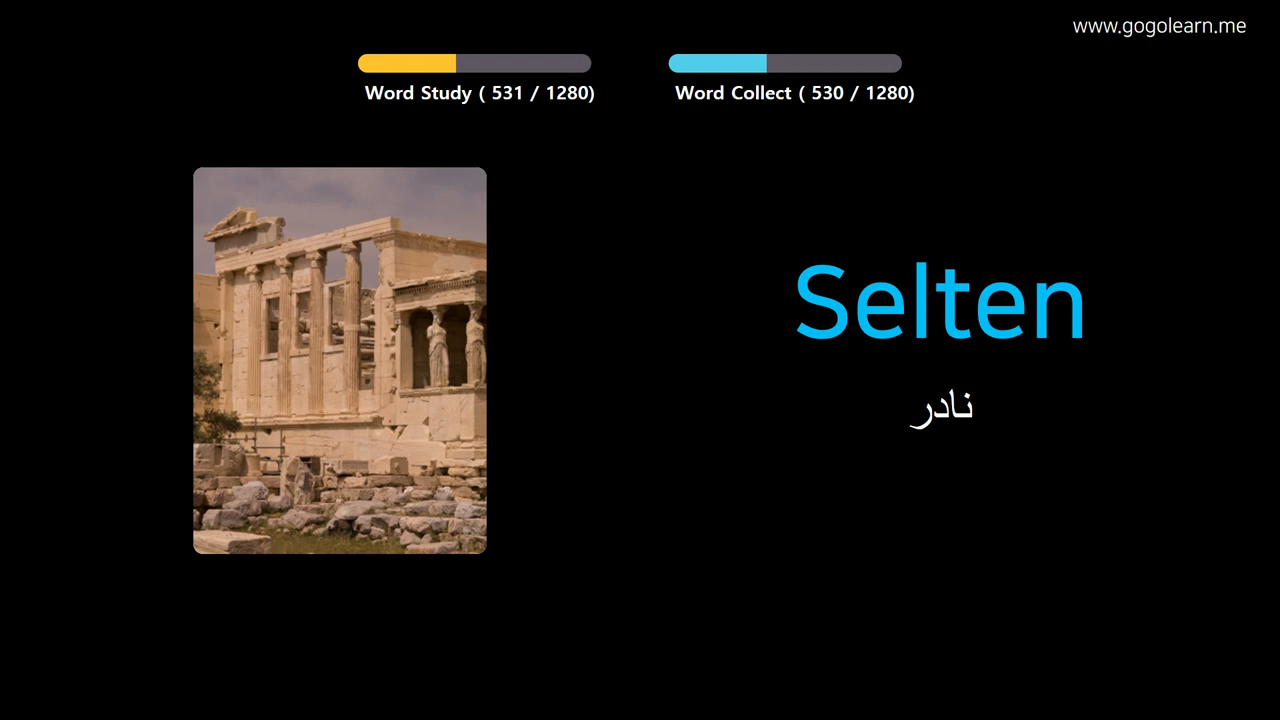 www.gogolearn.me
Word Study ( 531 / 1280)
Word Collect ( 530 / 1280)
Selten
نادر